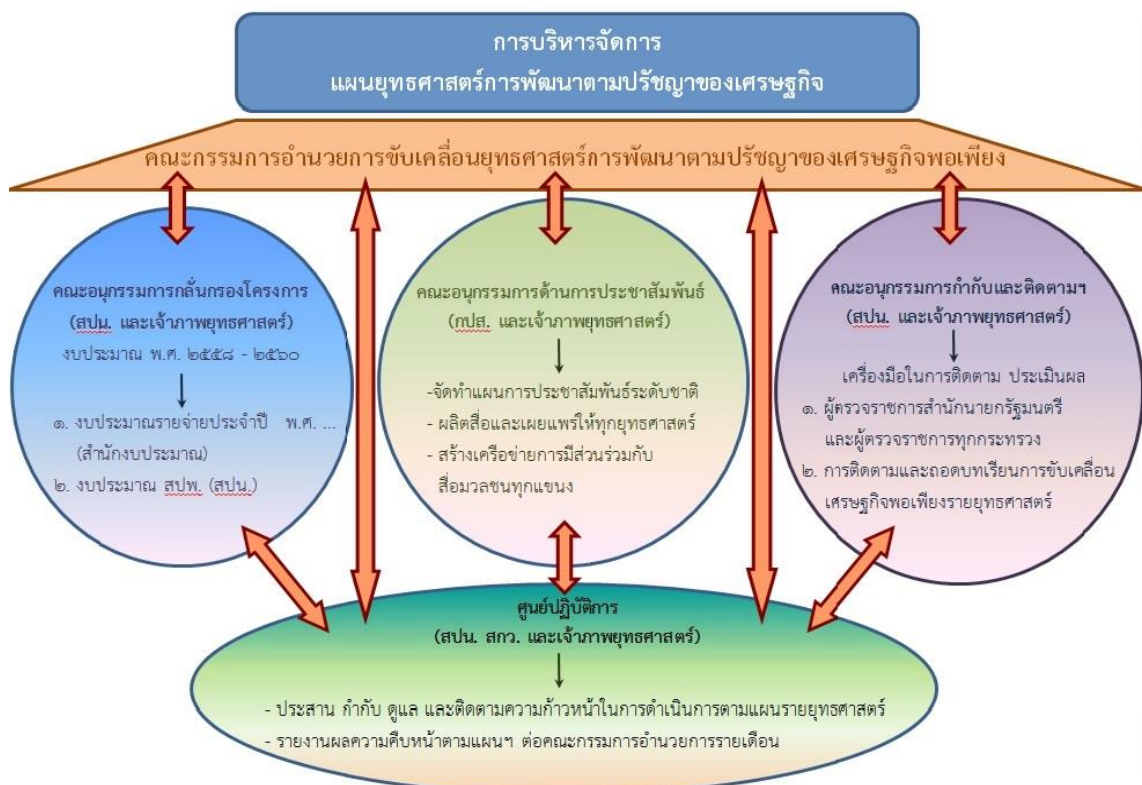 การบริหารจัดการ
แผนยุทธศาสตร์การพัฒนาตามปรัชญาของเศรษฐกิจ
คณะกรรมการอำนวยการขับเคลื่อนยุทธศาสตร์การพัฒนาตามปรัชญาของเศรษฐกิจพอเพียง
คณะอนุกรรมการกลั่นกรองโครงการ
(สปน. และเจ้าภาพยุทธศาสตร์)
งบประมาณ พ.ศ. ๒๕๕๘ - ๒๕๖๐
๑. งบประมาณรายจ่ายประจำปี พ.ศ. ...
(สำนักงบประมาณ)
๒. งบประมาณ สปพ. (สปน.)
คณะอนุกรรมการด้านการประชาสัมพันธ์
(กปส. และเจ้าภาพยุทธศาสตร์)
-จัดทำแผนการประชาสัมพันธ์ระดับชาติ
- ผลิตสื่อและเผยแพร่ให้ทุกยุทธศาสตร์
- สร้างเครือข่ายการมีส่วนร่วมกับ
สื่อมวลชนทุกแขนง
คณะอนุกรรมการกำกับและติดตามฯ
(สปน. และเจ้าภาพยุทธศาสตร์)
เครื่องมือในการติดตาม ประเมินผล
๑. ผู้ตรวจราชการสำนักนายกรัฐมนตรี
และผู้ตรวจราชการทุกกระทรวง
๒. การติดตามและถอดบทเรียนการขับเคลื่อน
เศรษฐกิจพอเพียงรายยุทธศาสตร์
ศูนย์ปฏิบัติการ
(สปน. สกว. และเจ้าภาพยุทธศาสตร์)
- ประสาน กำกับ ดูแล และติดตามความก้าวหน้าในการดำเนินการตามแผนรายยุทธศาสตร์
- รายงานผลความคืบหน้าตามแผนฯ ต่อคณะกรรมการอำนวยการรายเดือน